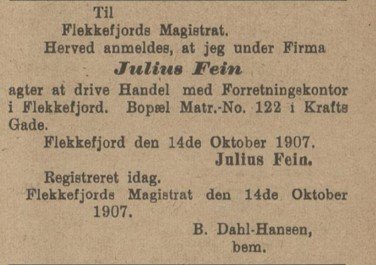 Til
Flekkefjords Magistrat.
Herved anmeldes, at jeg under Firma
Julius Fein
agter at drive Handel med Forretningskontor
i Flekkefjord. Bopæl Matr.-No. 122 i Krafts
Gade.
Flekkefjord den 14de Oktober 1907.
Julius Fein.
Registreret idag.
Flekkefjords Magistrat den 14de Oktober
1907.
B. Dahl-Hansen,
bem.